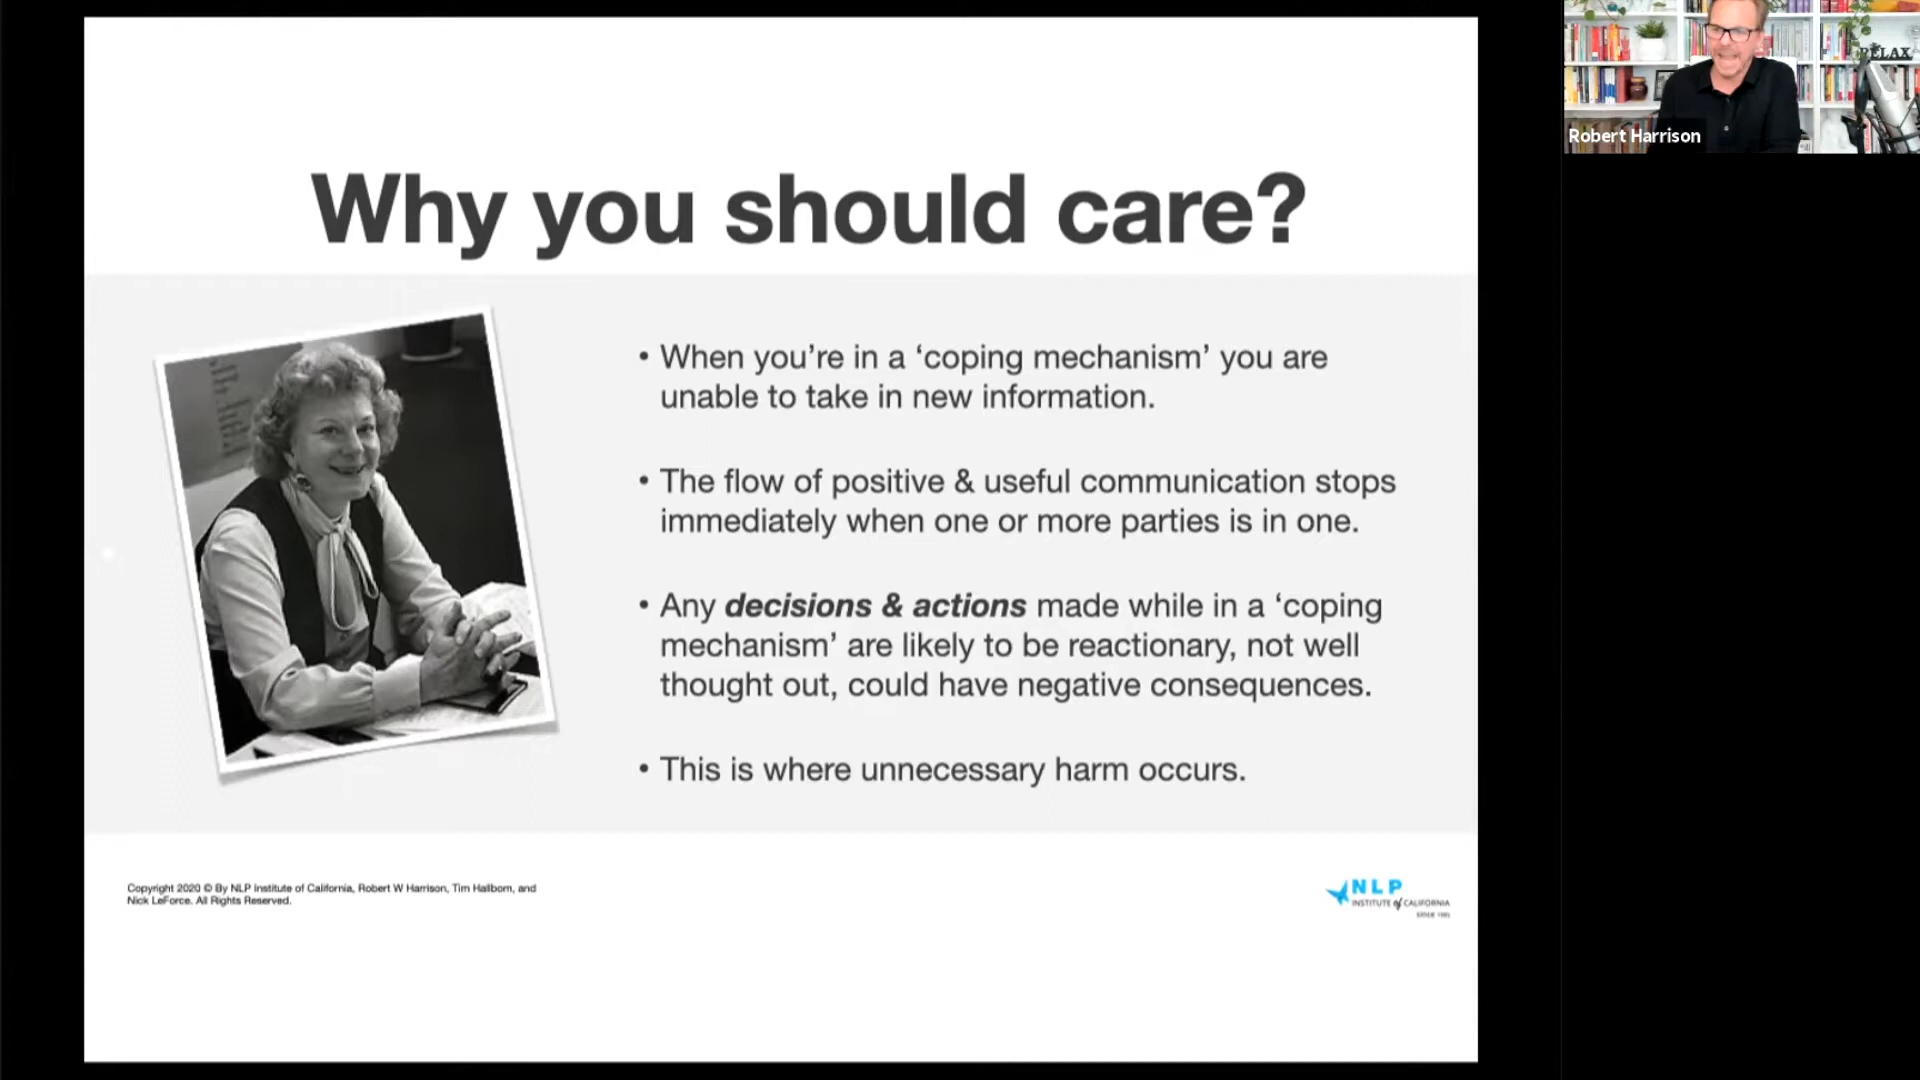 Why you should care?
• When you’re in a ‘coping mechanism’ you are
unable to take in new information.
• The flow of positive & useful communication stops
immediately when one or more parties is in one.
• Any decisions & actions made while in a ‘coping
mechanism’ are likely to be reactionary, not well
thought out, could have negative consequences.
• This is where unnecessary harm occurs.
Copyright 2020 © By NLP Institute of California, Robert W Harrison, Tim Hallbom, and
Nick LeForce. All Rights Reserved.
NLP
INSTITUTE of CALIFORNIA
RELAX
Robert Harrison